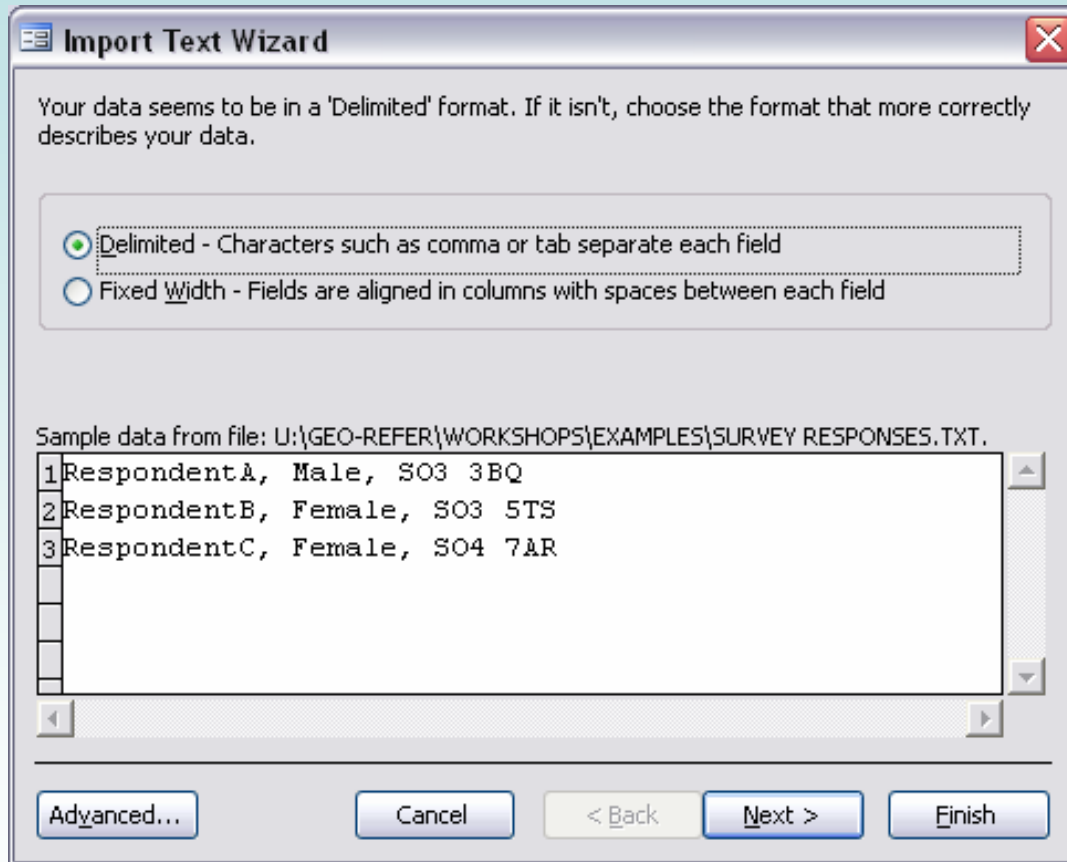 Import Text Wizard
Your data seems to be in a 'Delimited' format. If it isn't, choose the format that more correctly
describes your data.
Delimited - Characters such as comma or tab separate each field
Fixed Width - Fields are aligned in columns with spaces between each field
Sample data from file: U:\GEO-REFER\WORKSHOPS\EXAMPLES\SURVEY RESPONSES.TXT.
1 RespondentA, Male, SO3 3BQ
2 RespondentB, Female, SO3 5TS
3 RespondentC, Female, SO4 7AR
Advanced... Cancel < Back Next > Finish